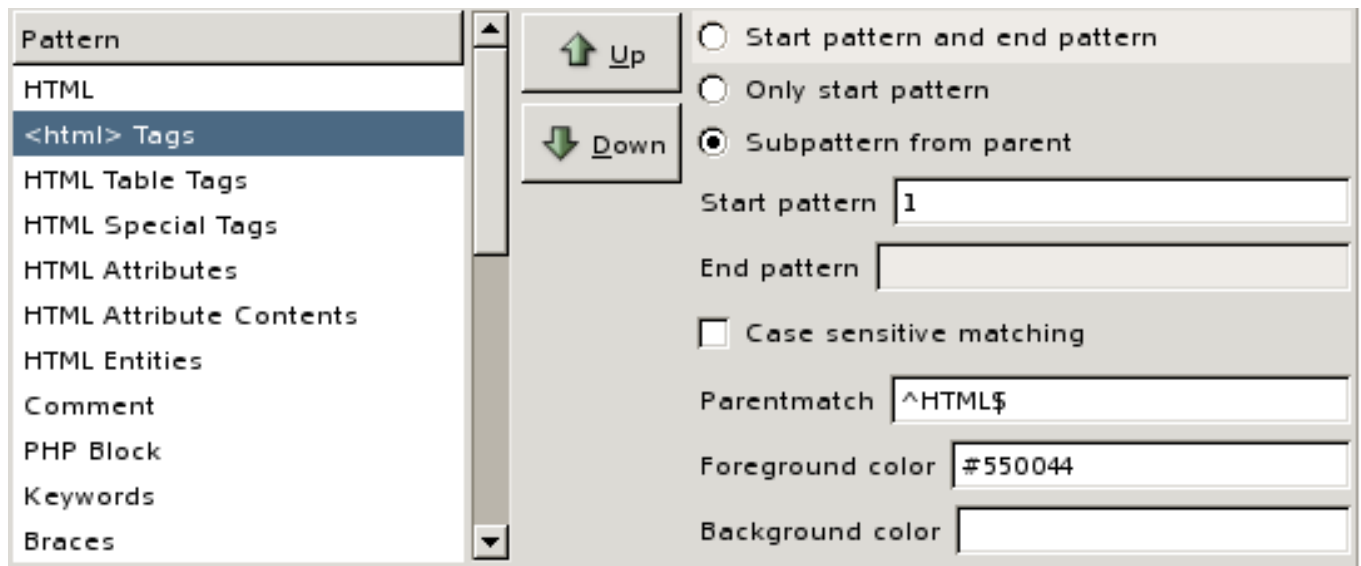 Pattern
HTML
<html> Tags
HTML Table Tags
HTML Special Tags
HTML Attributes
HTML Attribute Contents
HTML Entities
Comment
PHP Block
Keywords
Braces
Up
Down
Start pattern and end pattern
Only start pattern
Subpattern from parent
Start pattern 1
End pattern
Case sensitive matching
Parentmatch ^HTML$
Foreground color #550044
Background color